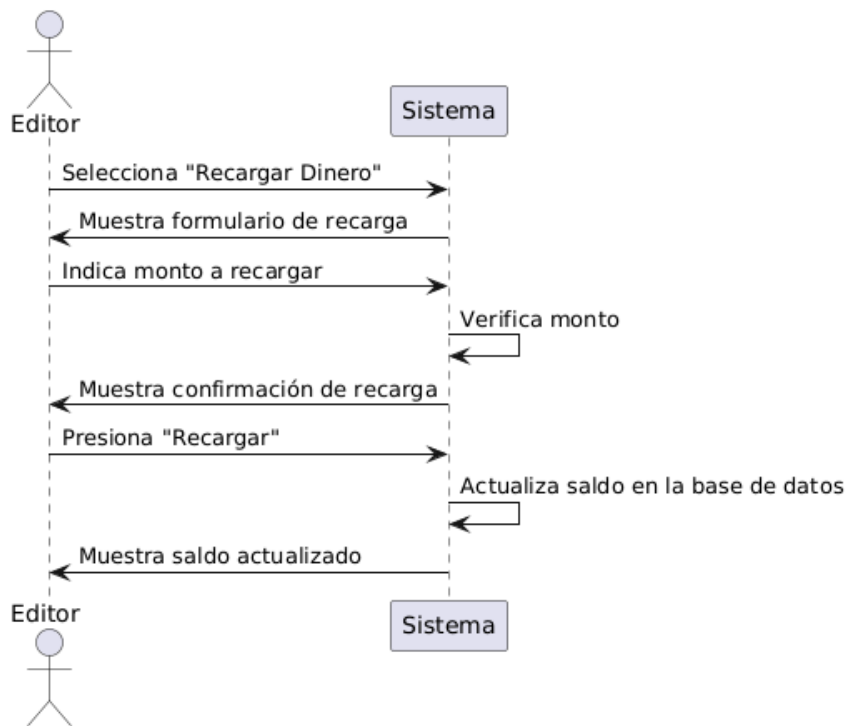 Editor
Sistema
Selecciona "Recargar Dinero"
Muestra formulario de recarga
Indica monto a recargar
Verifica monto
Muestra confirmación de recarga
Presiona "Recargar"
Actualiza saldo en la base de datos
Muestra saldo actualizado
Editor
Sistema